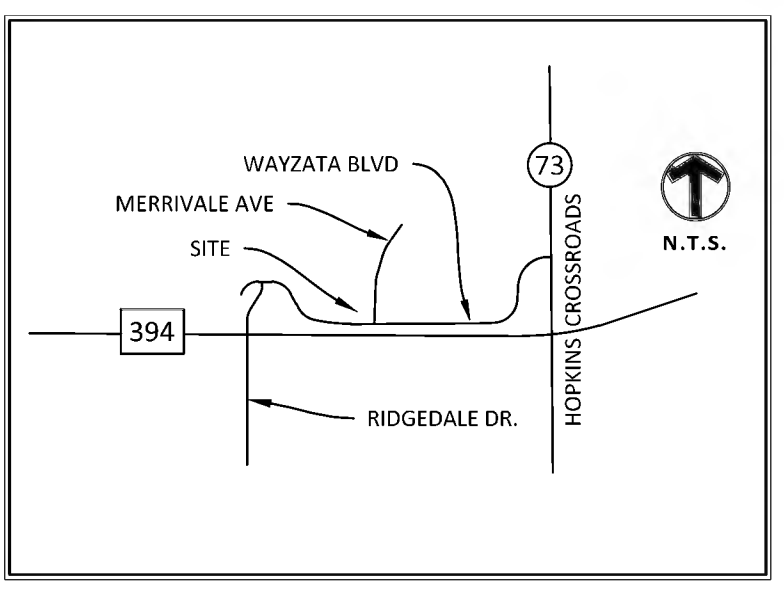 WAYZATA BLVD
73
MERRIVALE AVE
SITE
N.T.S.
HOPKINS CROSSROADS
394
RIDGEDALE DR.